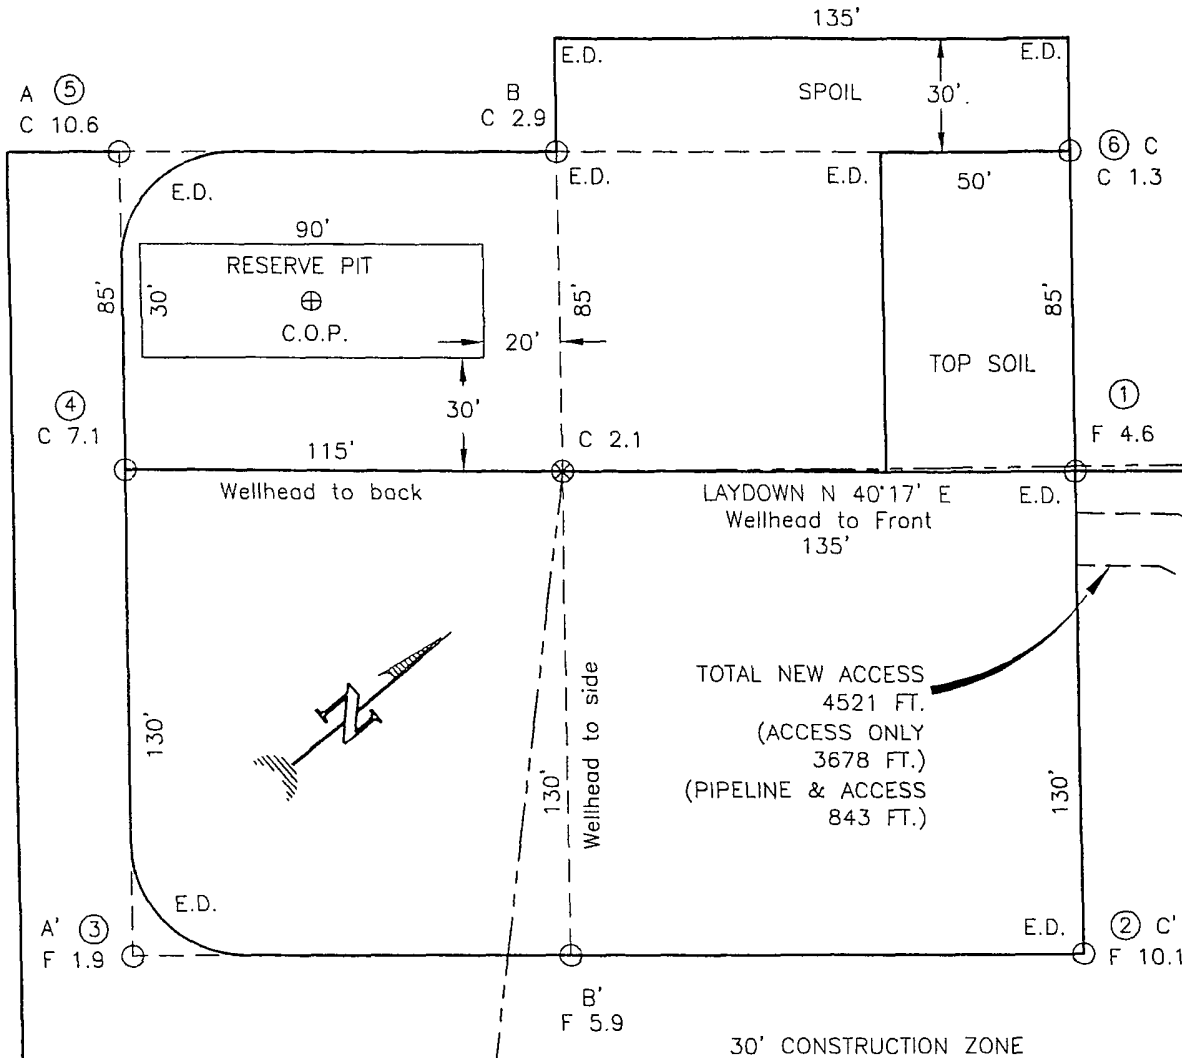 135'
E.D.
E.D.
SPOIL
30'.
A 5
C 10.6
B
C 2.9
6 C
C 1.3
E.D.
E.D.
E.D.
50'
90'
RESERVE PIT
30'
C.O.P.
85'
85'
85'
20'
30'
TOP SOIL
4
C 7.1
1
F 4.6
115'
C 2.1
Wellhead to back
LAYDOWN N 40°17' E
E.D.
Wellhead to Front
135'
N
TOTAL NEW ACCESS
4521 FT.
(ACCESS ONLY
3678 FT.)
(PIPELINE & ACCESS
843 FT.)
130'
130'
Wellhead to side
130'
E.D.
E.D.
A' 3
F 1.9
2 C'
F 10.1
B'
F 5.9
30' CONSTRUCTION ZONE